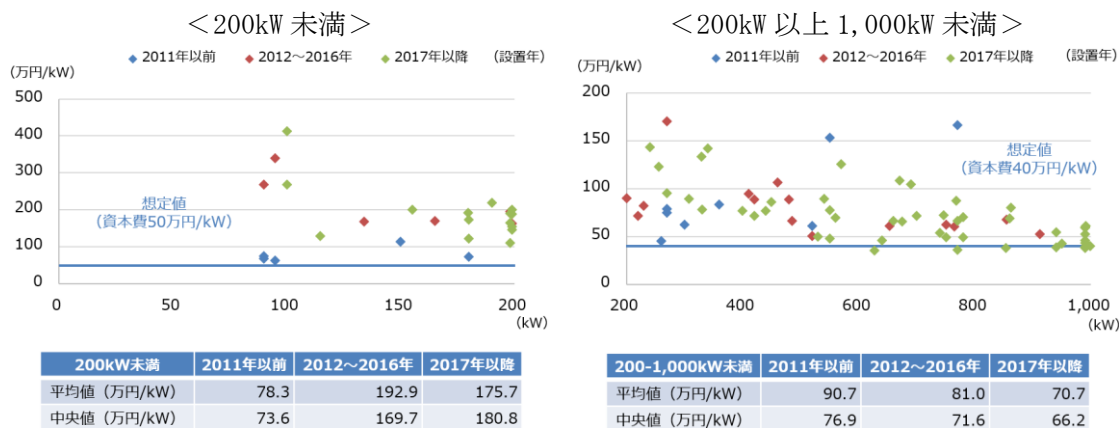 ＜200kW 未満＞
◆ 2011年以前 ◆ 2012～2016年 ◆ 2017年以降 (設置年)
(万円/kW)
500
400
300
200
100
0
想定値
(資本費50万円/kW)
0 50 100 150 200
(kW)
200kW未満 2011年以前 2012～2016年 2017年以降
平均値（万円/kW） 78.3 192.9 175.7
中央値（万円/kW） 73.6 169.7 180.8
＜200kW 以上 1,000kW 未満＞
◆ 2011年以前 ◆ 2012～2016年 ◆ 2017年以降 (設置年)
(万円/kW)
200
150
100
50
0
想定値
(資本費40万円/kW)
200 400 600 800 1,000
(kW)
200-1,000kW未満 2011年以前 2012～2016年 2017年以降
平均値（万円/kW） 90.7 81.0 70.7
中央値（万円/kW） 76.9 71.6 66.2